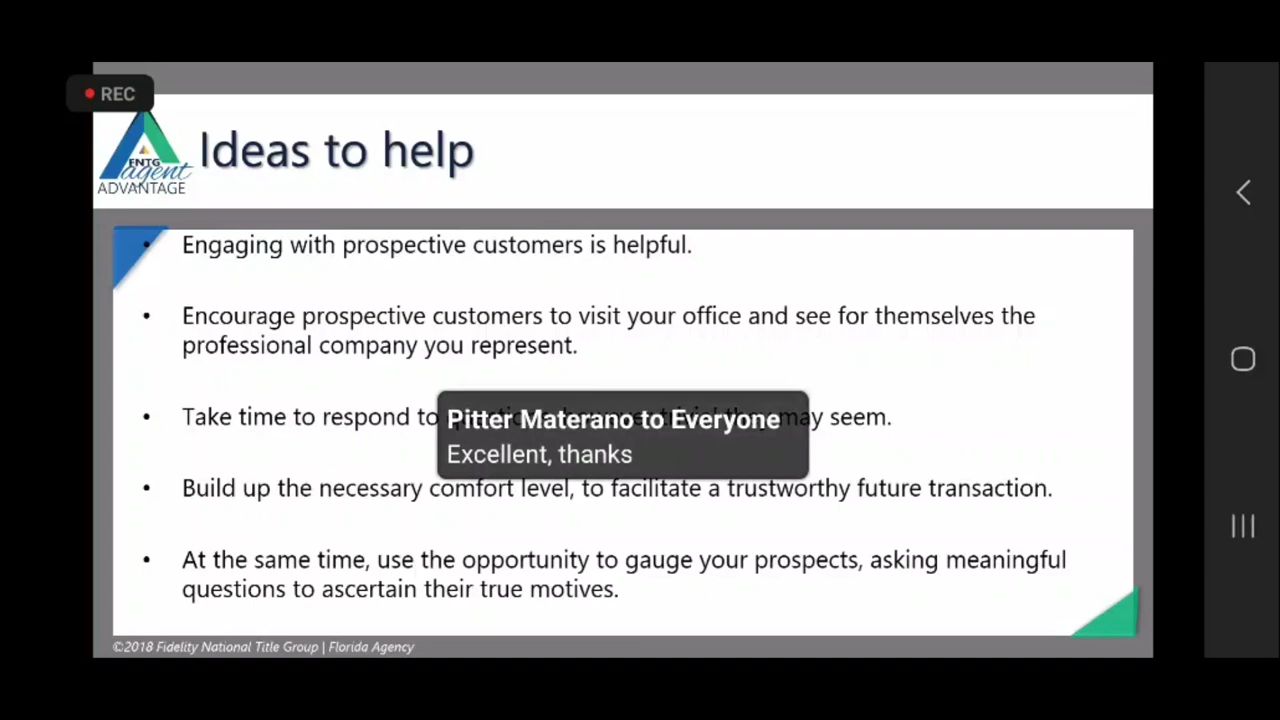 REC
FNTG
agent
ADVANTAGE
Ideas to help
• Engaging with prospective customers is helpful.
• Encourage prospective customers to visit your office and see for themselves the
professional company you represent.
• Take time to respond to may seem.
Pitter Materano to Everyone
Excellent, thanks
• Build up the necessary comfort level, to facilitate a trustworthy future transaction.
• At the same time, use the opportunity to gauge your prospects, asking meaningful
questions to ascertain their true motives.
©2018 Fidelity National Title Group | Florida Agency